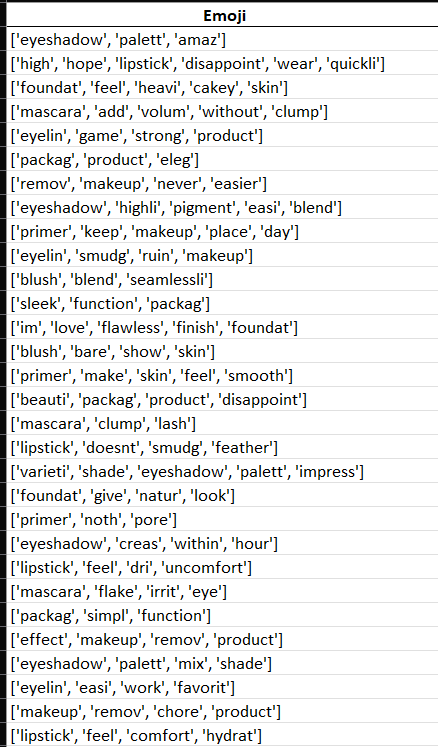 Emoji
['eyeshadow', 'palett', 'amaz']
['high', 'hope', 'lipstick', 'disappoint', 'wear', 'quickli']
['foundat', 'feel', 'heavi', 'cakey', 'skin']
['mascara', 'add', 'volum', 'without', 'clump']
['eyelin', 'game', 'strong', 'product']
['packag', 'product', 'eleg']
['remov', 'makeup', 'never', 'easier']
['eyeshadow', 'highli', 'pigment', 'easi', 'blend']
['primer', 'keep', 'makeup', 'place', 'day']
['eyelin', 'smudg', 'ruin', 'makeup']
['blush', 'blend', 'seamlessli']
['sleek', 'function', 'packag']
['im', 'love', 'flawless', 'finish', 'foundat']
['blush', 'bare', 'show', 'skin']
['primer', 'make', 'skin', 'feel', 'smooth']
['beauti', 'packag', 'product', 'disappoint']
['mascara', 'clump', 'lash']
['lipstick', 'doesnt', 'smudg', 'feather']
['varieti', 'shade', 'eyeshadow', 'palett', 'impress']
['foundat', 'give', 'natur', 'look']
['primer', 'noth', 'pore']
['eyeshadow', 'creas', 'within', 'hour']
['lipstick', 'feel', 'dri', 'uncomfort']
['mascara', 'flake', 'irrit', 'eye']
['packag', 'simpl', 'function']
['effect', 'makeup', 'remov', 'product']
['eyeshadow', 'palett', 'mix', 'shade']
['eyelin', 'easi', 'work', 'favorit']
['makeup', 'remov', 'chore', 'product']
['lipstick', 'feel', 'comfort', 'hydrat']